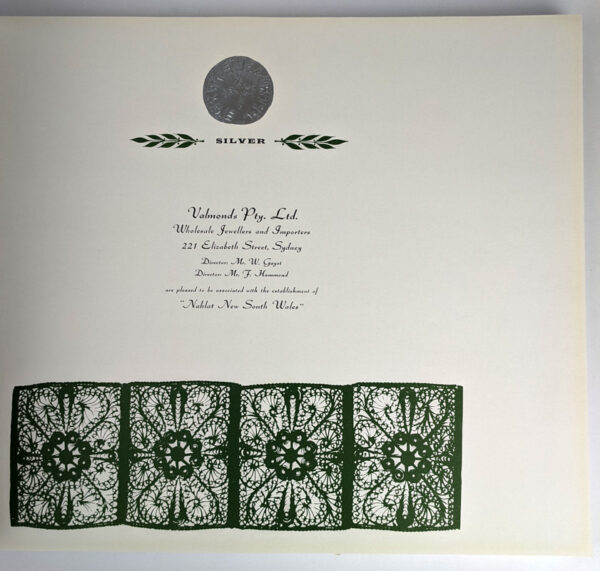 SILVER
Valmonds Pty. Ltd.
Wholesale Jewellers and Importers
221 Elizabeth Street, Sydney
Director: Mr. W. Gayst
Director: Mr. F. Hammond
are pleased to be associated with the establishment of
"Nahlat New South Wales"